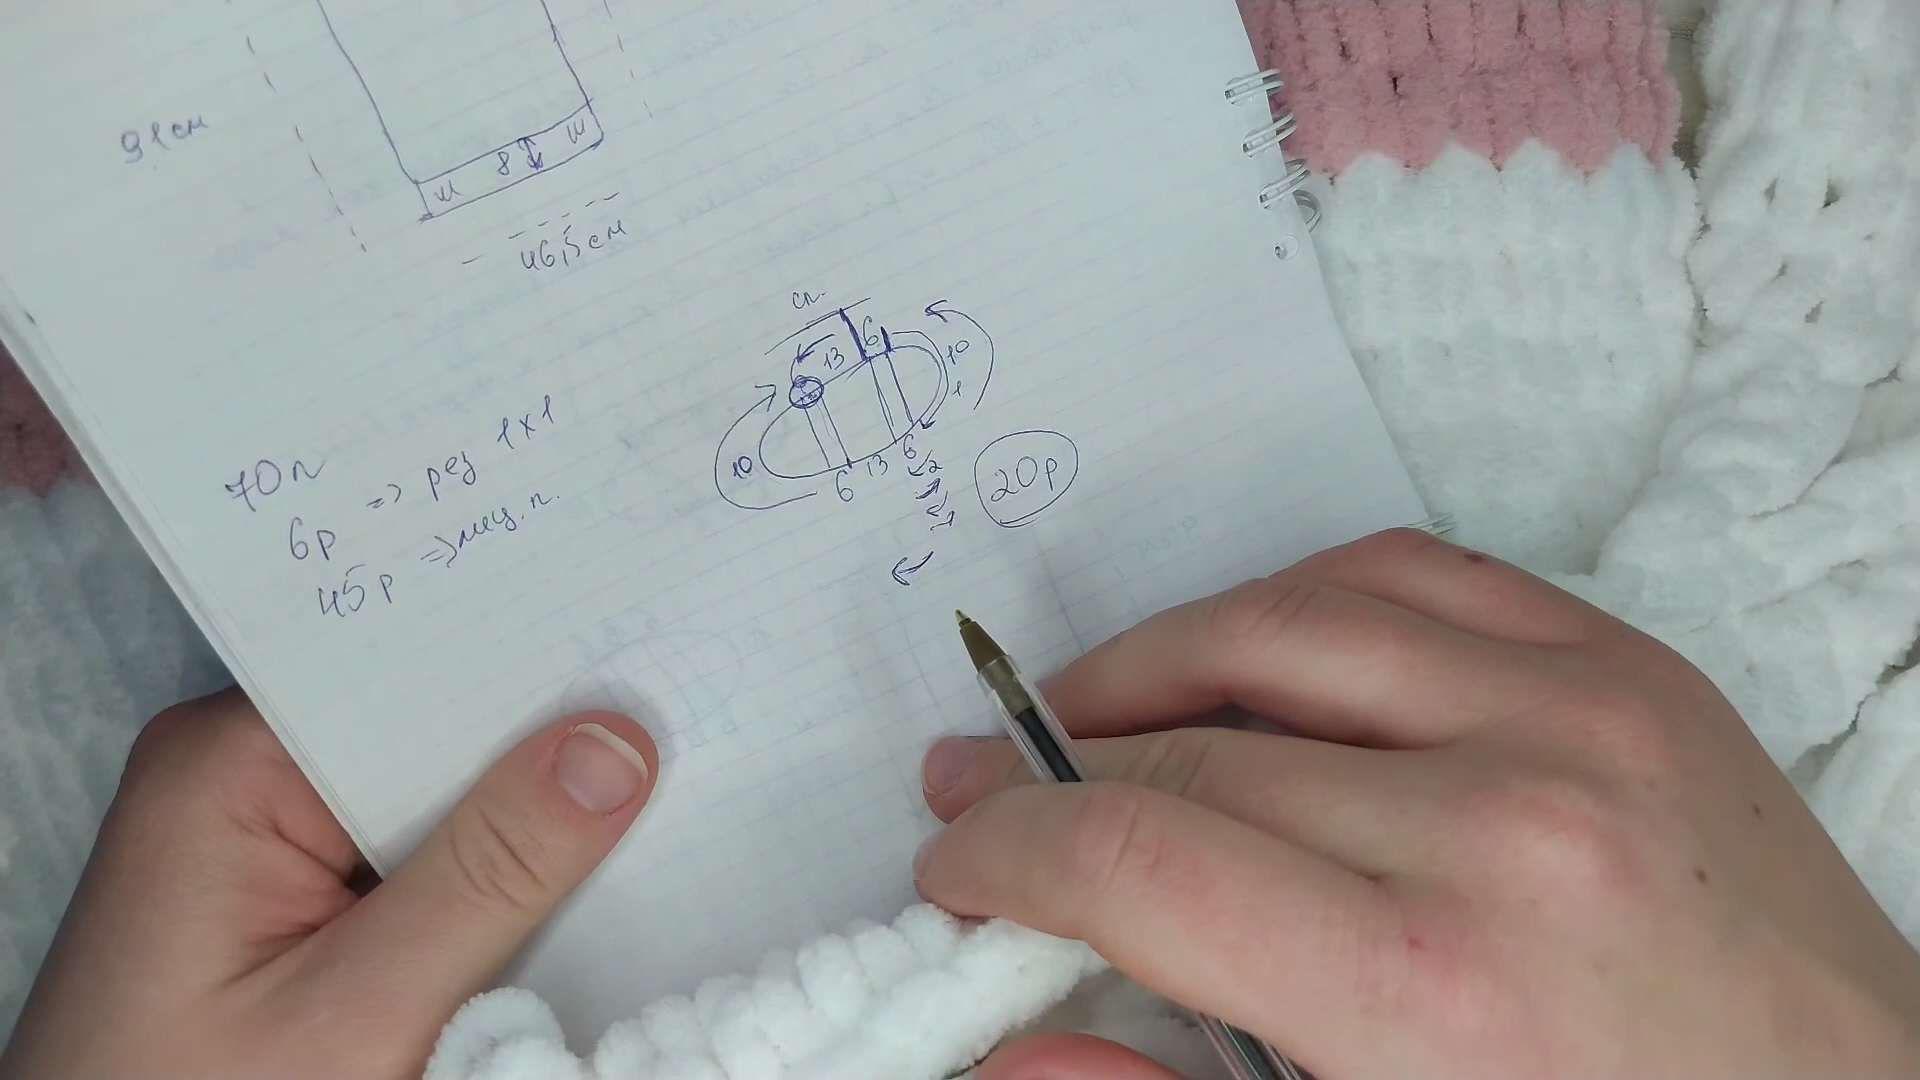 91см
ш 8 ш
46,5см
сп.
13 6
10
1
10
6 13 6
2
20р
70п
6р => рез 1x1
45р => лиц.п.